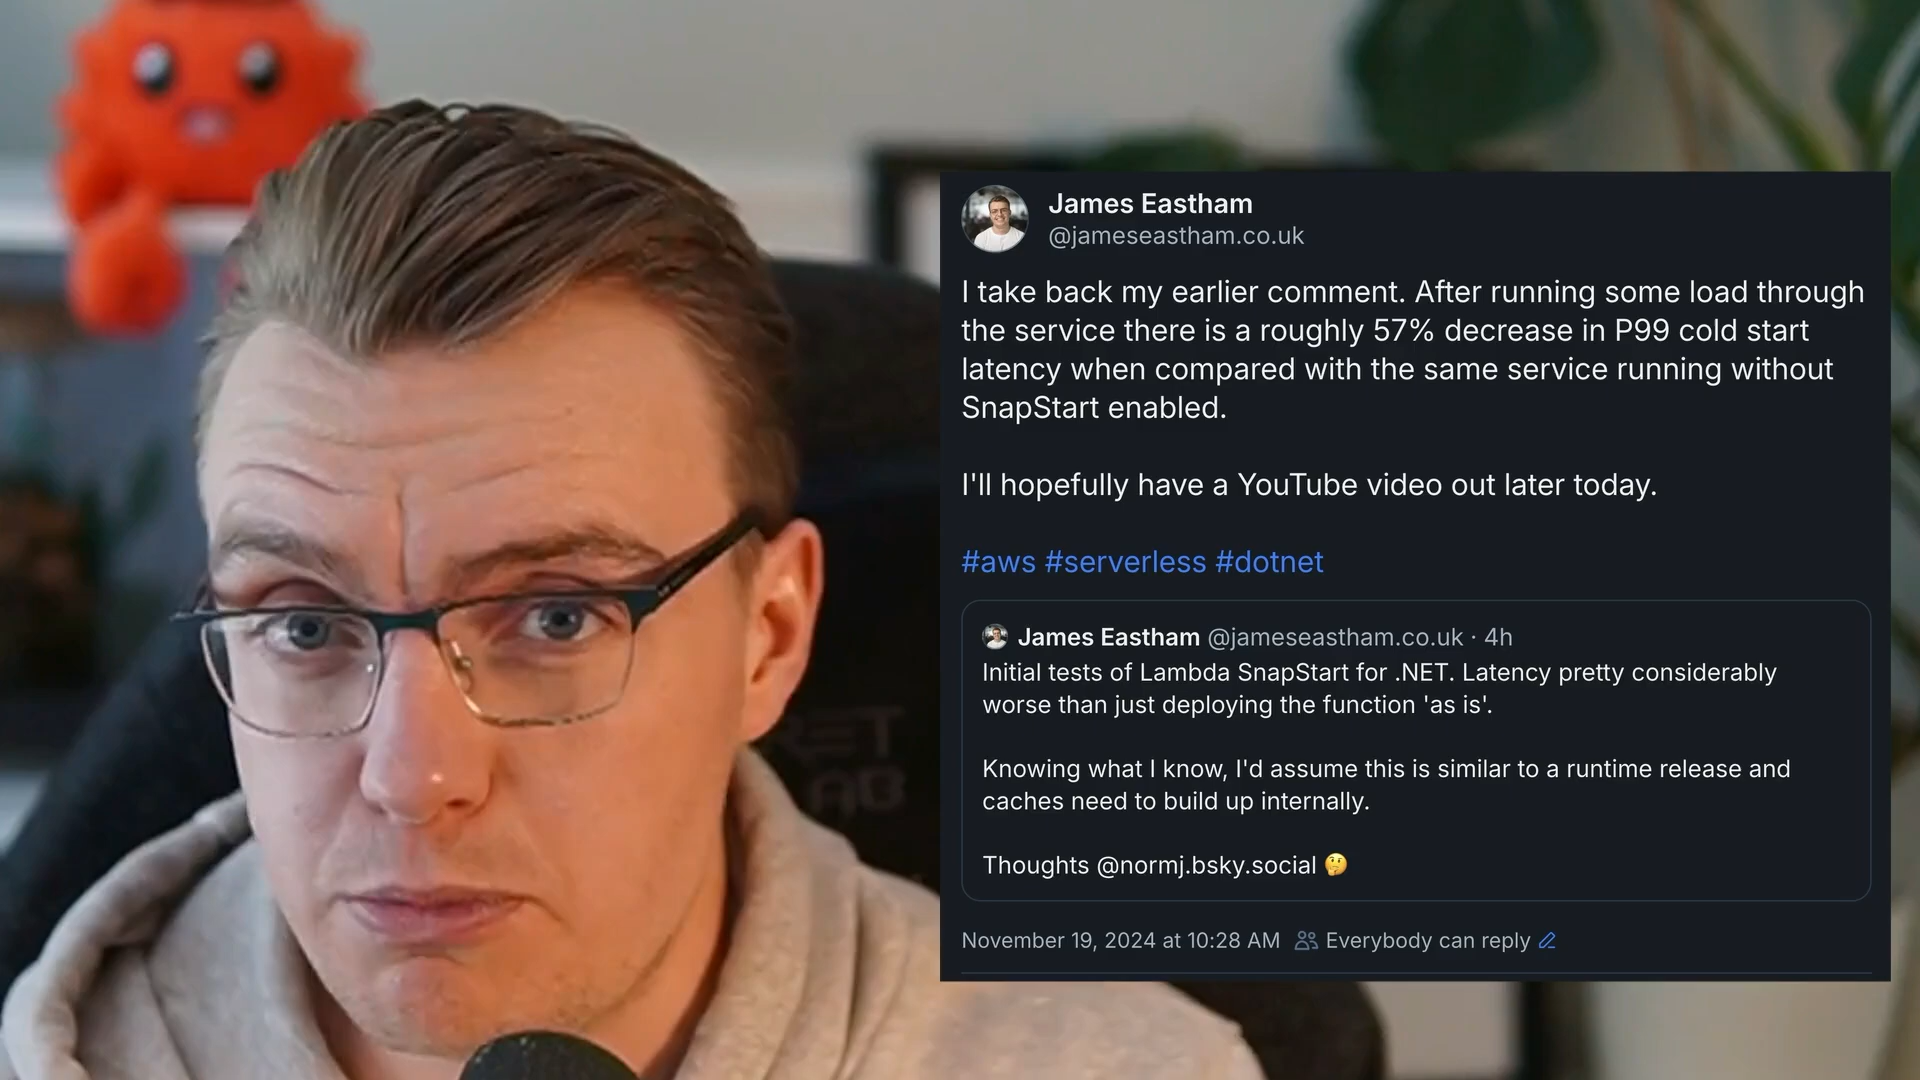 James Eastham
@jameseastham.co.uk
I take back my earlier comment. After running some load through
the service there is a roughly 57% decrease in P99 cold start
latency when compared with the same service running without
SnapStart enabled.
I'll hopefully have a YouTube video out later today.
#aws #serverless #dotnet
James Eastham @jameseastham.co.uk · 4h
Initial tests of Lambda SnapStart for .NET. Latency pretty considerably
worse than just deploying the function 'as is'.
Knowing what I know, I'd assume this is similar to a runtime release and
caches need to build up internally.
Thoughts @normj.bsky.social 🤔
November 19, 2024 at 10:28 AM Everybody can reply